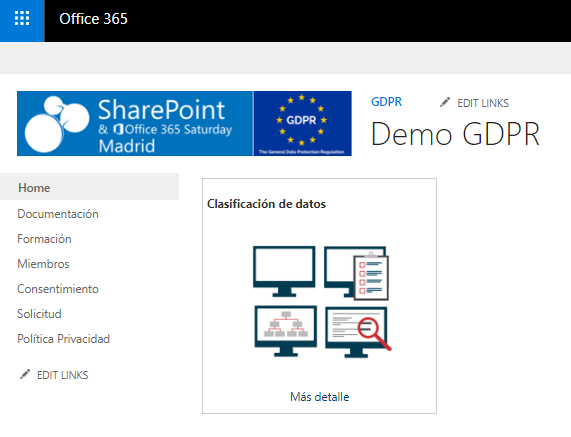 Office 365
SharePoint
& Office 365 Saturday
Madrid
GDPR
The General Data Protection Regulation
GDPR
EDIT LINKS
Demo GDPR
Home
Documentación
Formación
Miembros
Consentimiento
Solicitud
Política Privacidad
EDIT LINKS
Clasificación de datos
Más detalle